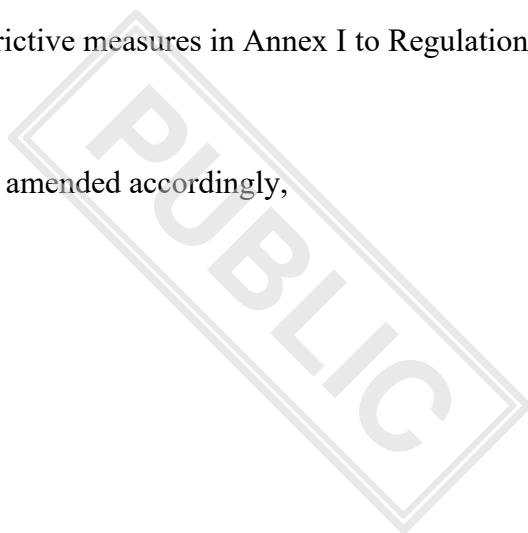 rictive measures in Annex I to Regulation
amended accordingly,
PUBLIC